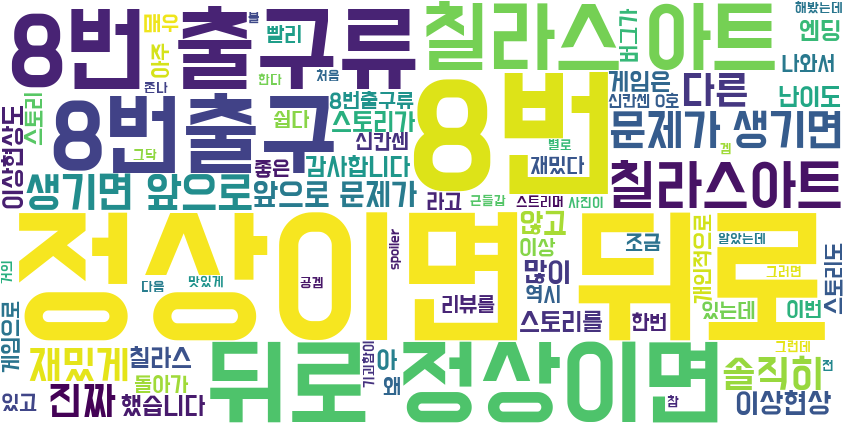 8번 출구류
칠라스 아트
매우
아주
존나
볼
빨리
한다
처음
버그가
엔딩
해봤는데
나와서
8번출구
8번
8번출구류
스토리가
쉽다
그닥
신칸센
좋은
감사합니다
이상현상도
스토리
게임은
신칸센 0호
다른
난이도
문제가 생기면
별로
재밌다
겜
칠라스아트
생기면 앞으로
앞으로 문제가
라고
근들갑
스트리머
사진이
정상이면 뒤로
거의
다음
맛있게
공겜
spoiler
않고
이상
많이
역시
리뷰를
조금
스토리를
한번
개인적으로
알았는데
그러면
있는데
이번
스토리도
게임으로
재밌게
칠라스
돌아가
있고
진짜
했습니다
뒤로 정상이면
기괴함이
아
왜
참
솔직히
그런데
전
이상현상